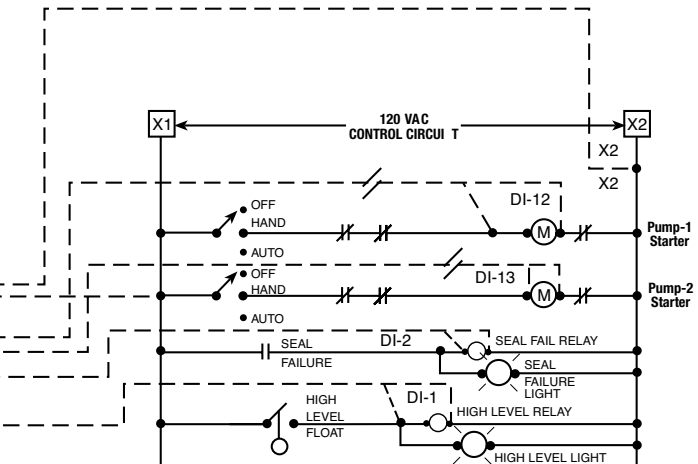 X1
120 VAC
CONTROL CIRCUI T
X2
X2
X2
OFF
DI-12
HAND
M
Pump-1
Starter
AUTO
OFF
DI-13
HAND
M
Pump-2
Starter
AUTO
SEAL
FAILURE
DI-2
SEAL FAIL RELAY
SEAL
FAILURE
LIGHT
HIGH
LEVEL
FLOAT
DI-1
HIGH LEVEL RELAY
HIGH LEVEL LIGHT